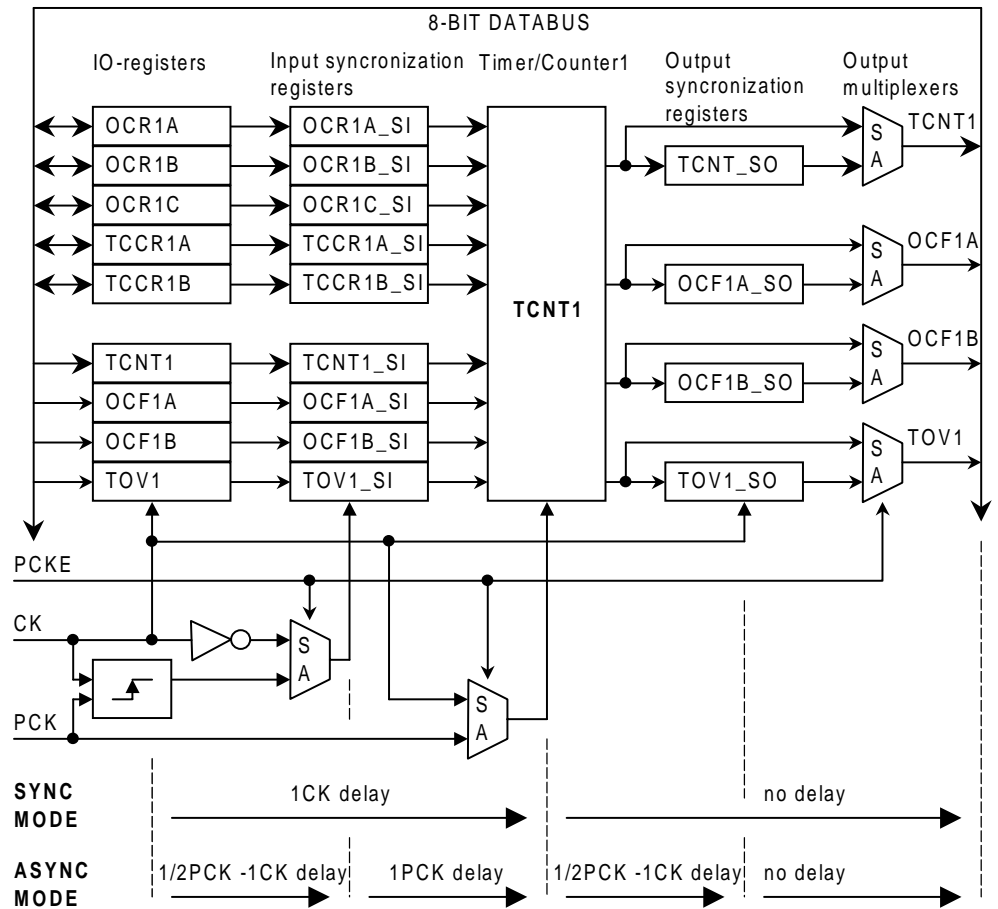 8-BIT DATABUS
IO-registers
Input syncronization
registers
Timer/Counter1
Output
syncronization
registers
Output
multiplexers
OCR1A
OCR1A_SI
OCR1B
OCR1B_SI
OCR1C
OCR1C_SI
TCCR1A
TCCR1A_SI
TCCR1B
TCCR1B_SI
TCNT1
TCNT1_SI
OCF1A
OCF1A_SI
OCF1B
OCF1B_SI
TOV1
TOV1_SI
TCNT1
TCNT_SO
S
A
TCNT1
OCF1A_SO
S
A
OCF1A
OCF1B_SO
S
A
OCF1B
TOV1_SO
S
A
TOV1
PCKE
CK
S
A
PCK
S
A
SYNC
MODE
1CK delay
no delay
ASYNC
MODE
1/2PCK -1CK delay
1PCK delay
1/2PCK -1CK delay
no delay